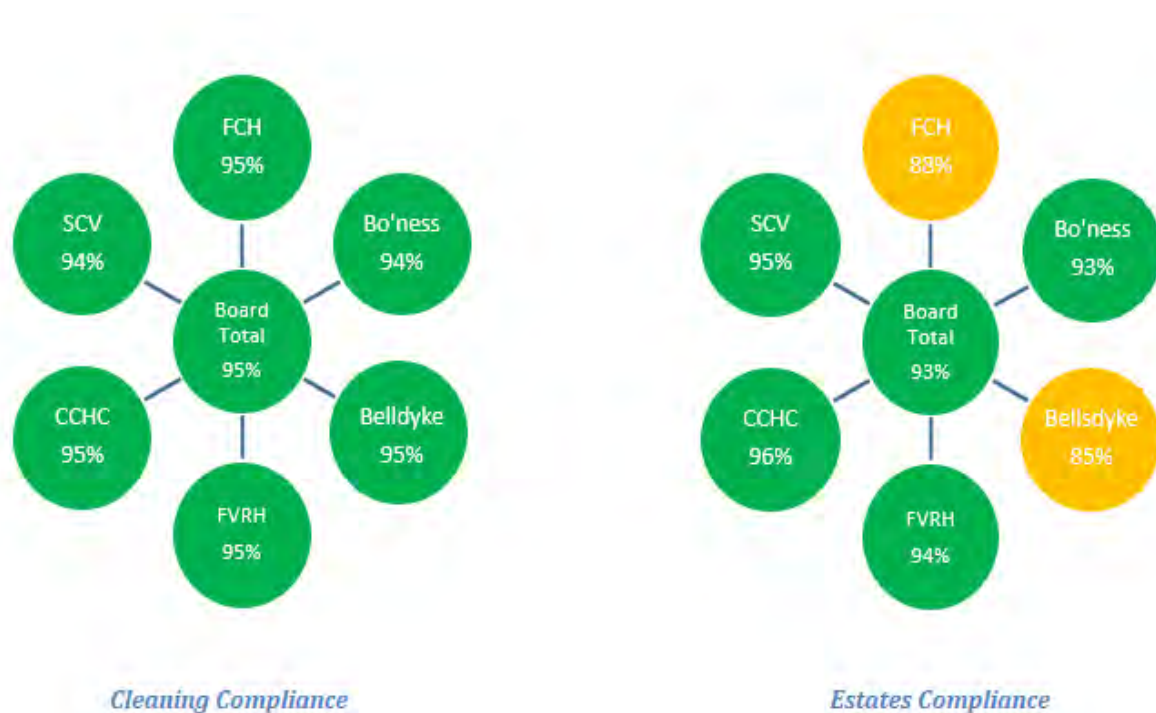 FCH
95%
SCV
94%
Bo'ness
94%
Board
Total
95%
CCHC
95%
Belldyke
95%
FVRH
95%
Cleaning Compliance
FCH
88%
SCV
95%
Bo'ness
93%
Board
Total
93%
CCHC
96%
Bellsdyke
85%
FVRH
94%
Estates Compliance